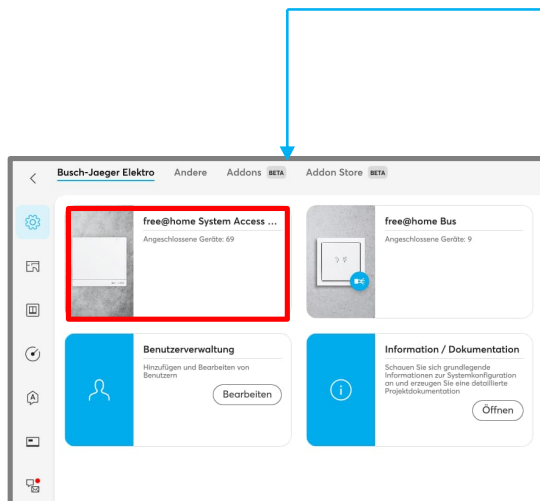 Busch-Jaeger Elektro Andere Addons BETA Addon Store BETA
free@home System Access ...
Angeschlossene Geräte: 69
free@home Bus
Angeschlossene Geräte: 9
Benutzerverwaltung
Hinzufügen und Bearbeiten von
Benutzern
Bearbeiten
Information / Dokumentation
Schauen Sie sich grundlegende
Informationen zur Systemkonfiguration
an und erzeugen Sie eine detaillierte
Projektdokumentation
Öffnen